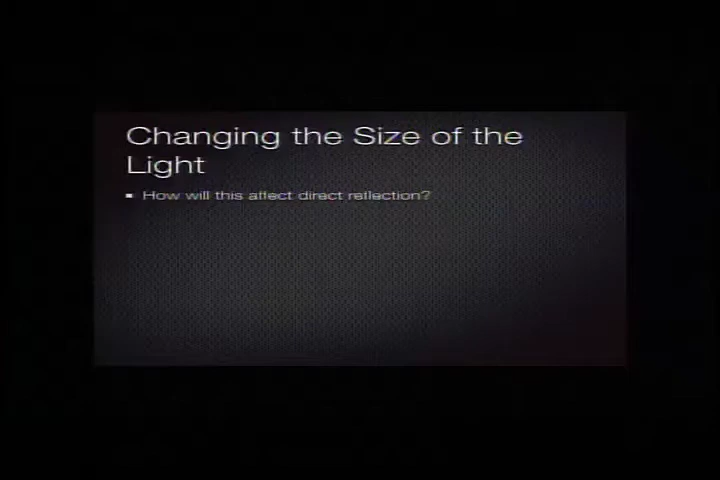 Changing the Size of the
Light
▪ How will this affect direct reflection?